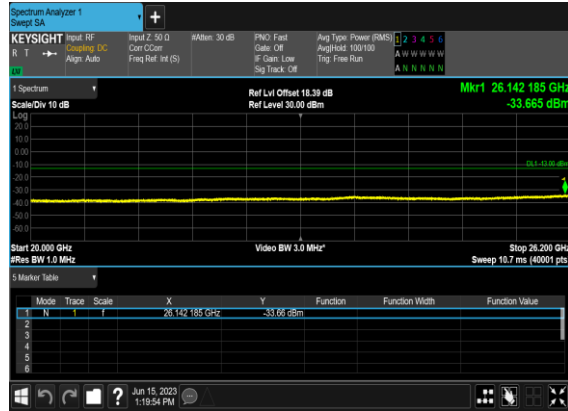 Spectrum Analyzer 1
Swept SA
+
KEYSIGHT Input: RF Input Z: 50 Ω #Atten: 30 dB PNO: Fast Avg Type: Power (RMS) 1 2 3 4 5 6
R T Coupling: DC Corr CCorr Gate: Off Avg|Hold: 100/100 A W W W W W
Align: Auto Freq Ref: Int (S) IF Gain: Low Trig: Free Run
Sig Track: Off A N N N N N
1 Spectrum Ref Lvl Offset 18.39 dB Mkr1 26.142 185 GHz
Scale/Div 10 dB Ref Level 30.00 dBm -33.665 dBm
Log
20.0
10.0
0.00
-10.0
DL1 -13.00 dBm
-20.0
-30.0
-40.0
-50.0
-60.0
Start 20.000 GHz Video BW 3.0 MHz* Stop 26.200 GHz
#Res BW 1.0 MHz Sweep 10.7 ms (40001 pts
5 Marker Table
Mode Trace Scale X Y Function Function Width Function Value
1 N 1 f 26.142 185 GHz -33.66 dBm
2
3
4
5
6
? Jun 15, 2023
1:19:54 PM